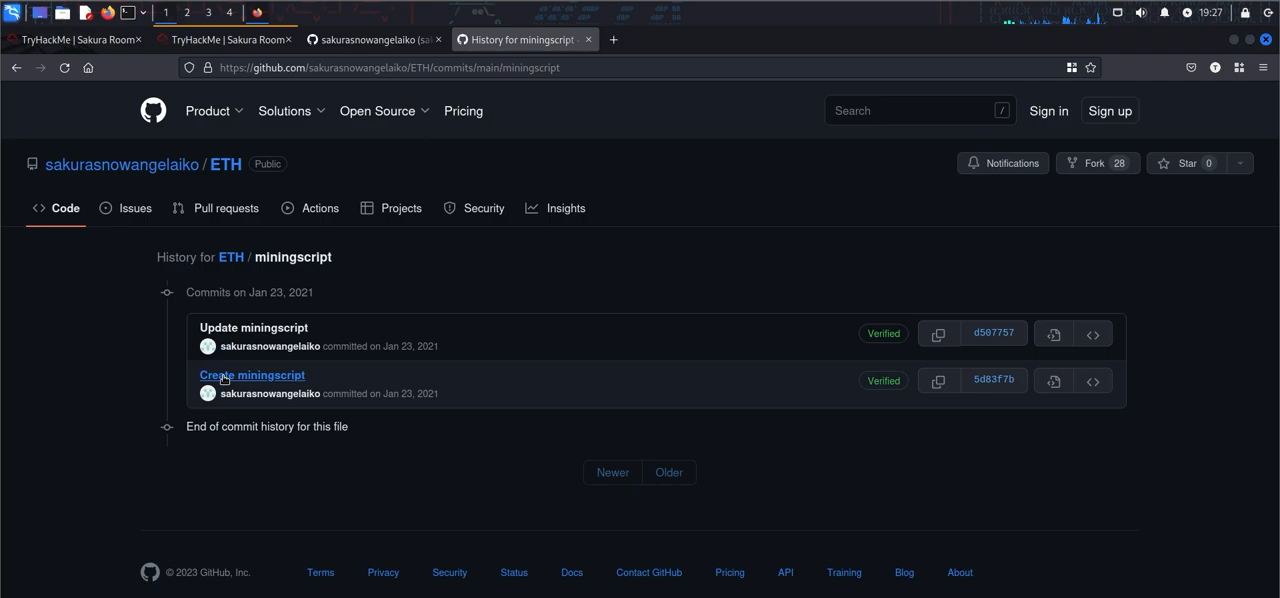 1 2 3 4 19:27
TryHackMe | Sakura Room × TryHackMe | Sakura Room × sakurasnowangelaiko (sa × History for miningscript - × +
https://github.com/sakurasnowangelaiko/ETH/commits/main/miningscript
Product Solutions Open Source Pricing Search / Sign in Sign up
sakurasnowangelaiko / ETH Public Notifications Fork 28 Star 0
<> Code Issues Pull requests Actions Projects Security Insights
History for ETH / miningscript
Commits on Jan 23, 2021
Update miningscript
sakurasnowangelaiko committed on Jan 23, 2021 Verified d507757 <>
Create miningscript
sakurasnowangelaiko committed on Jan 23, 2021 Verified 5d83f7b <>
End of commit history for this file
Newer Older
© 2023 GitHub, Inc. Terms Privacy Security Status Docs Contact GitHub Pricing API Training Blog About